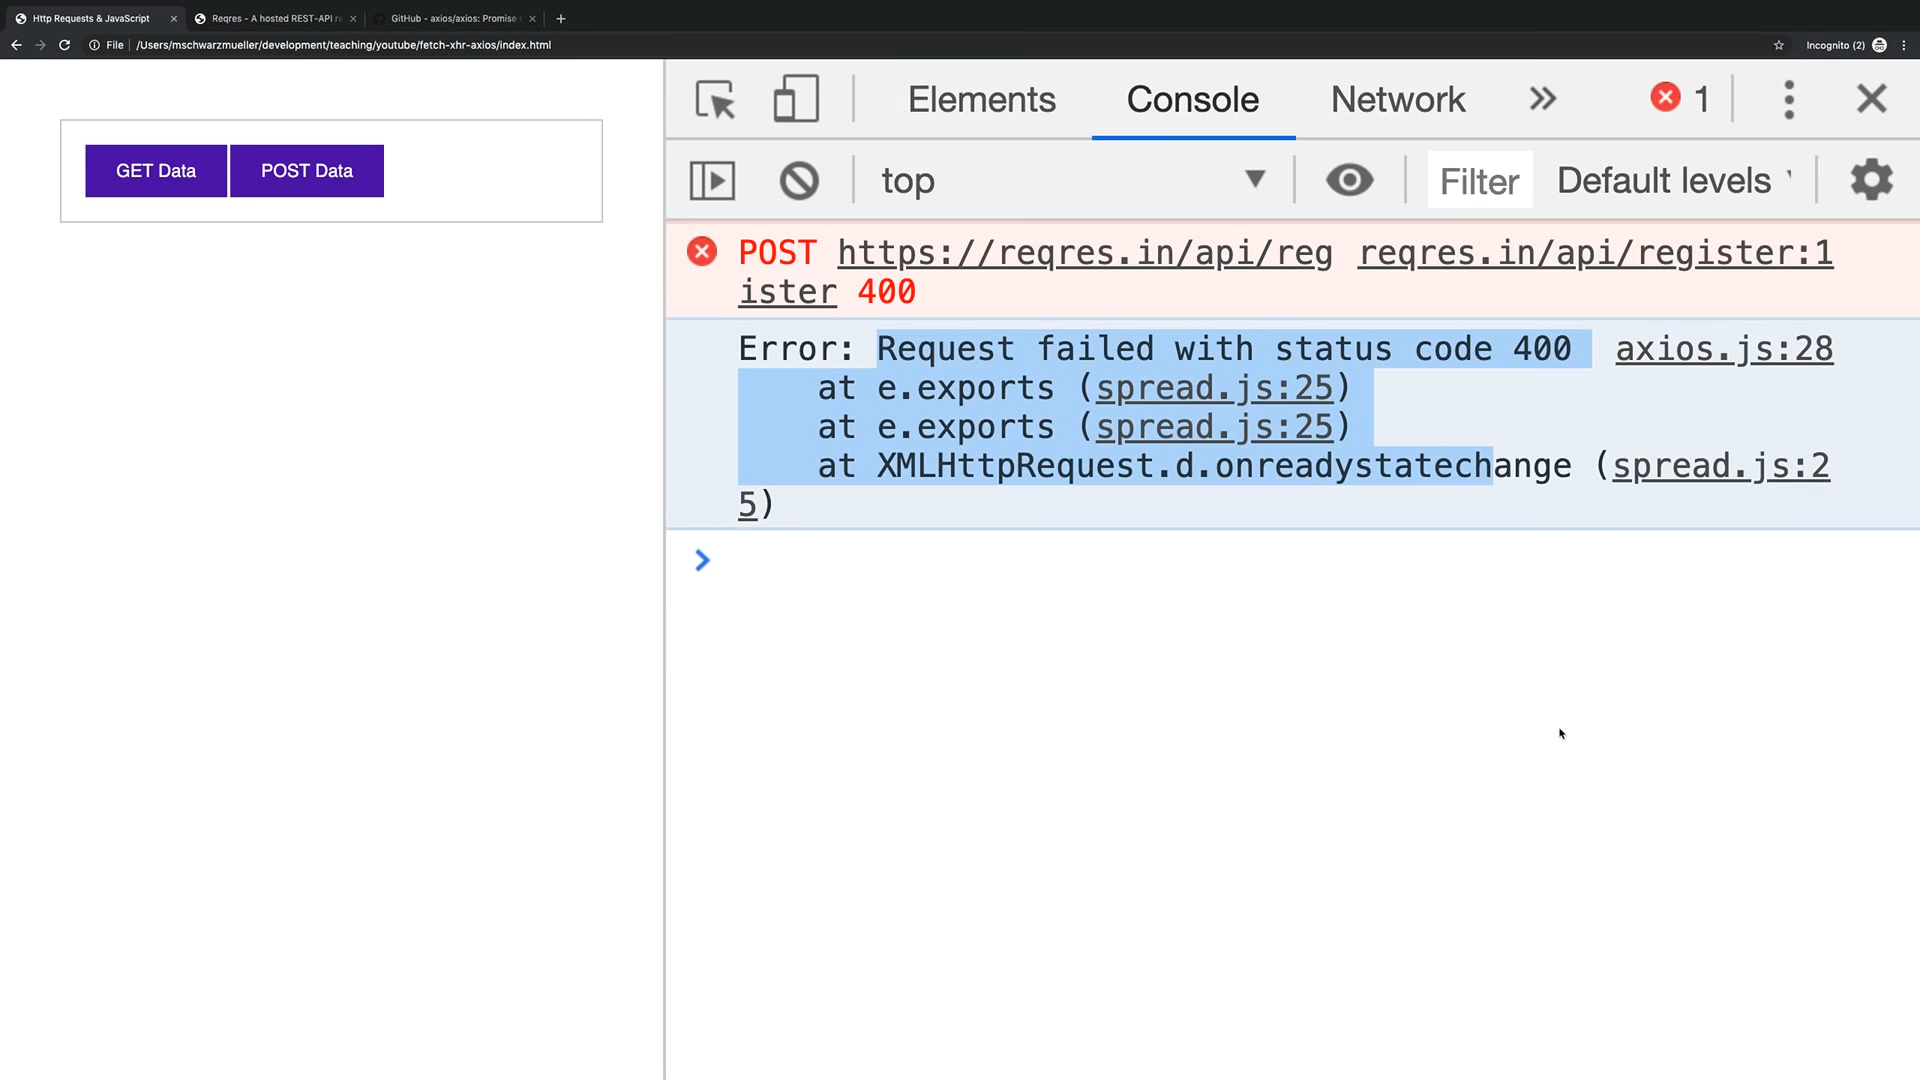 Http Requests & JavaScript
Reqres - A hosted REST-API r
GitHub - axios/axios: Promise
File
/Users/mschwarzmueller/development/teaching/youtube/fetch-xhr-axios/index.html
Incognito (2)
GET Data
POST Data
Elements
Console
Network
1
top
Filter
Default levels
POST https://reqres.in/api/reg reqres.in/api/register:1
ister 400
Error: Request failed with status code 400 axios.js:28
at e.exports (spread.js:25)
at e.exports (spread.js:25)
at XMLHttpRequest.d.onreadystatechange (spread.js:2
5)